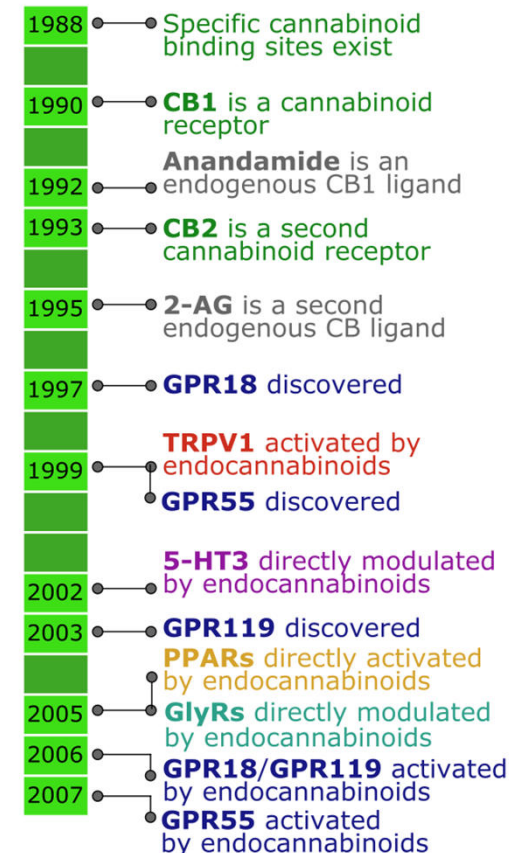 1988
Specific cannabinoid
binding sites exist
1990
CB1 is a cannabinoid
receptor
1992
Anandamide is an
endogenous CB1 ligand
1993
CB2 is a second
cannabinoid receptor
1995
2-AG is a second
endogenous CB ligand
1997
GPR18 discovered
1999
TRPV1 activated by
endocannabinoids
GPR55 discovered
2002
5-HT3 directly modulated
by endocannabinoids
2003
GPR119 discovered
2005
PPARs directly activated
by endocannabinoids
GlyRs directly modulated
by endocannabinoids
2006
GPR18/GPR119 activated
by endocannabinoids
2007
GPR55 activated
by endocannabinoids